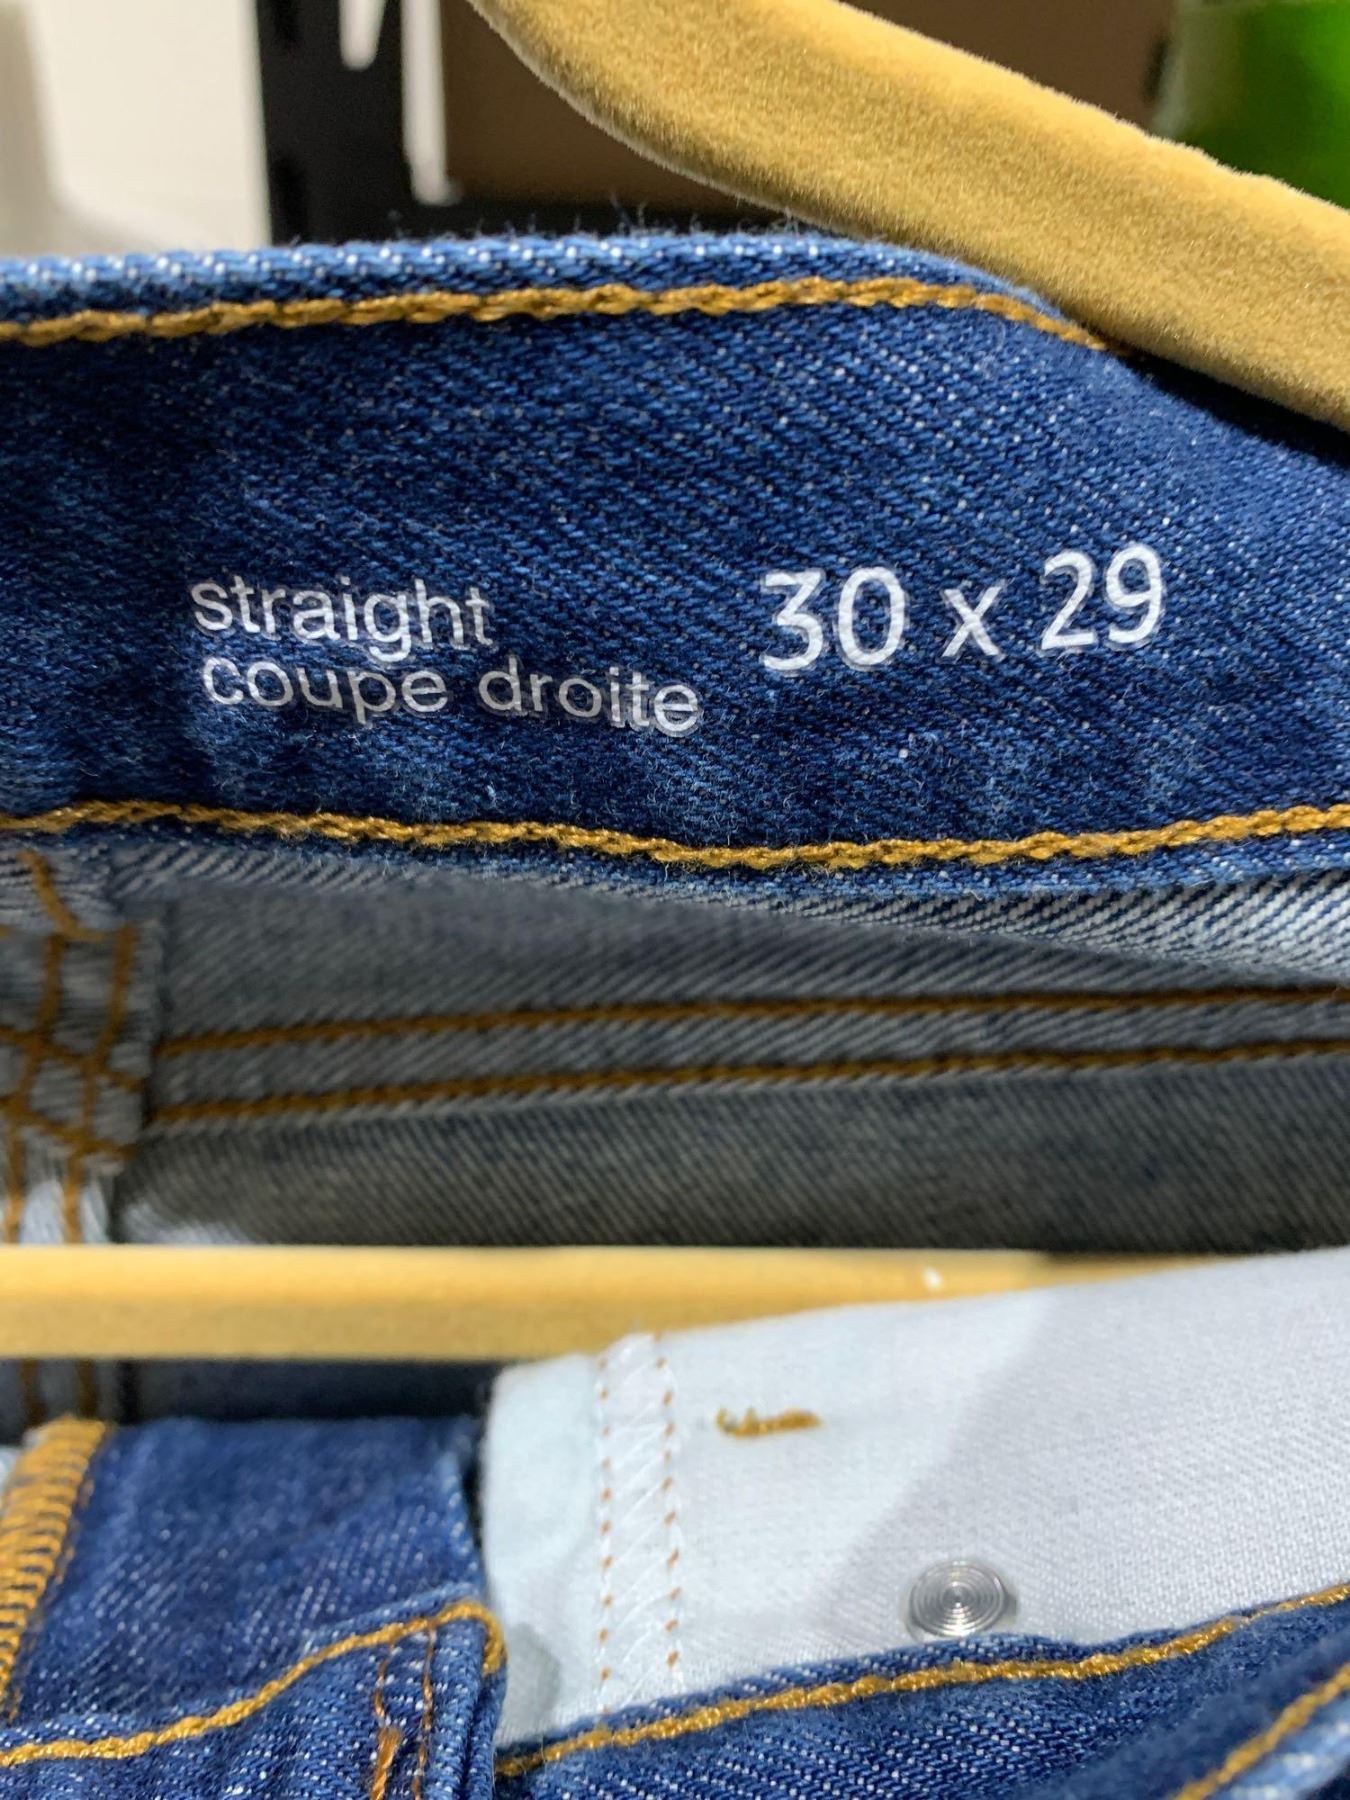 straight
coupe droite
30 x 29